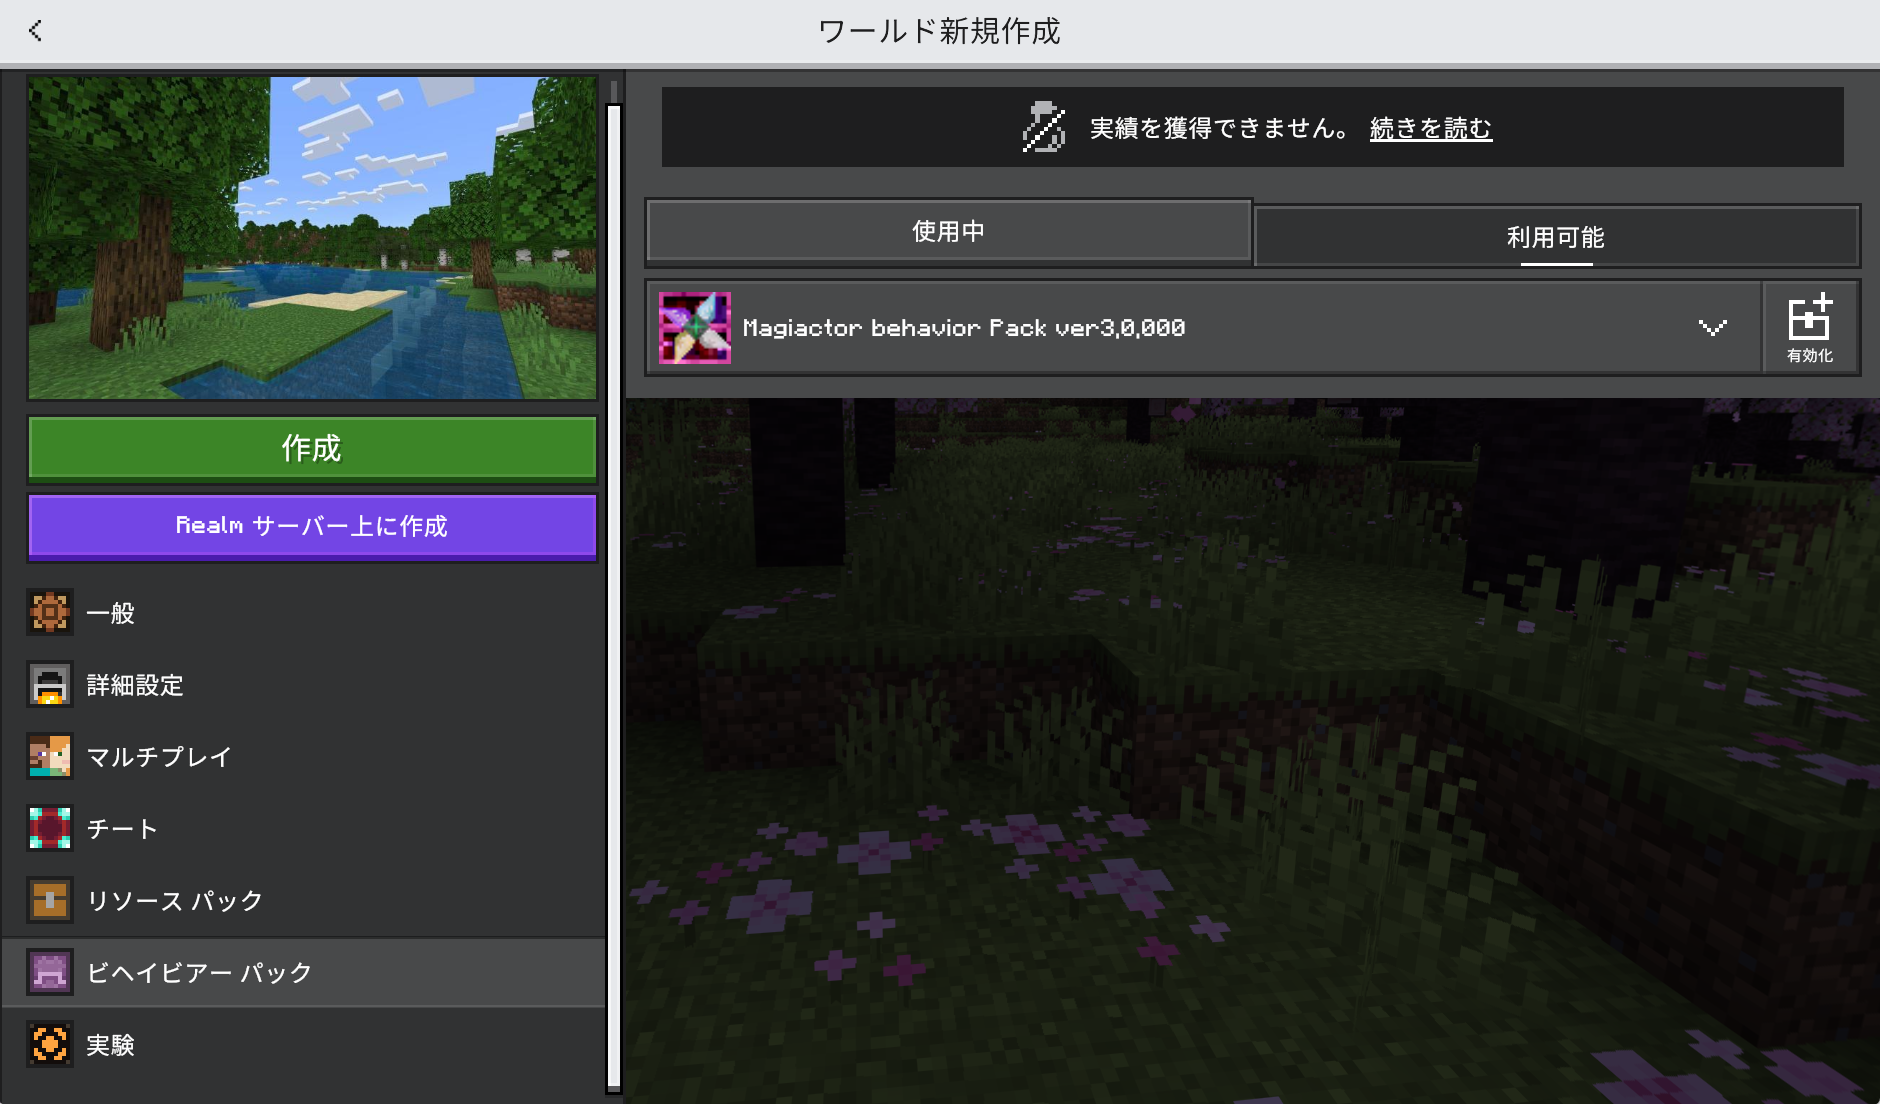 ワールド新規作成
実績を獲得できません。 続きを読む
使用中
利用可能
Magiactor behavior Pack ver3,0,000
有効化
作成
Realm サーバー上に作成
一般
詳細設定
マルチプレイ
チート
リソース パック
ビヘイビアー パック
実験